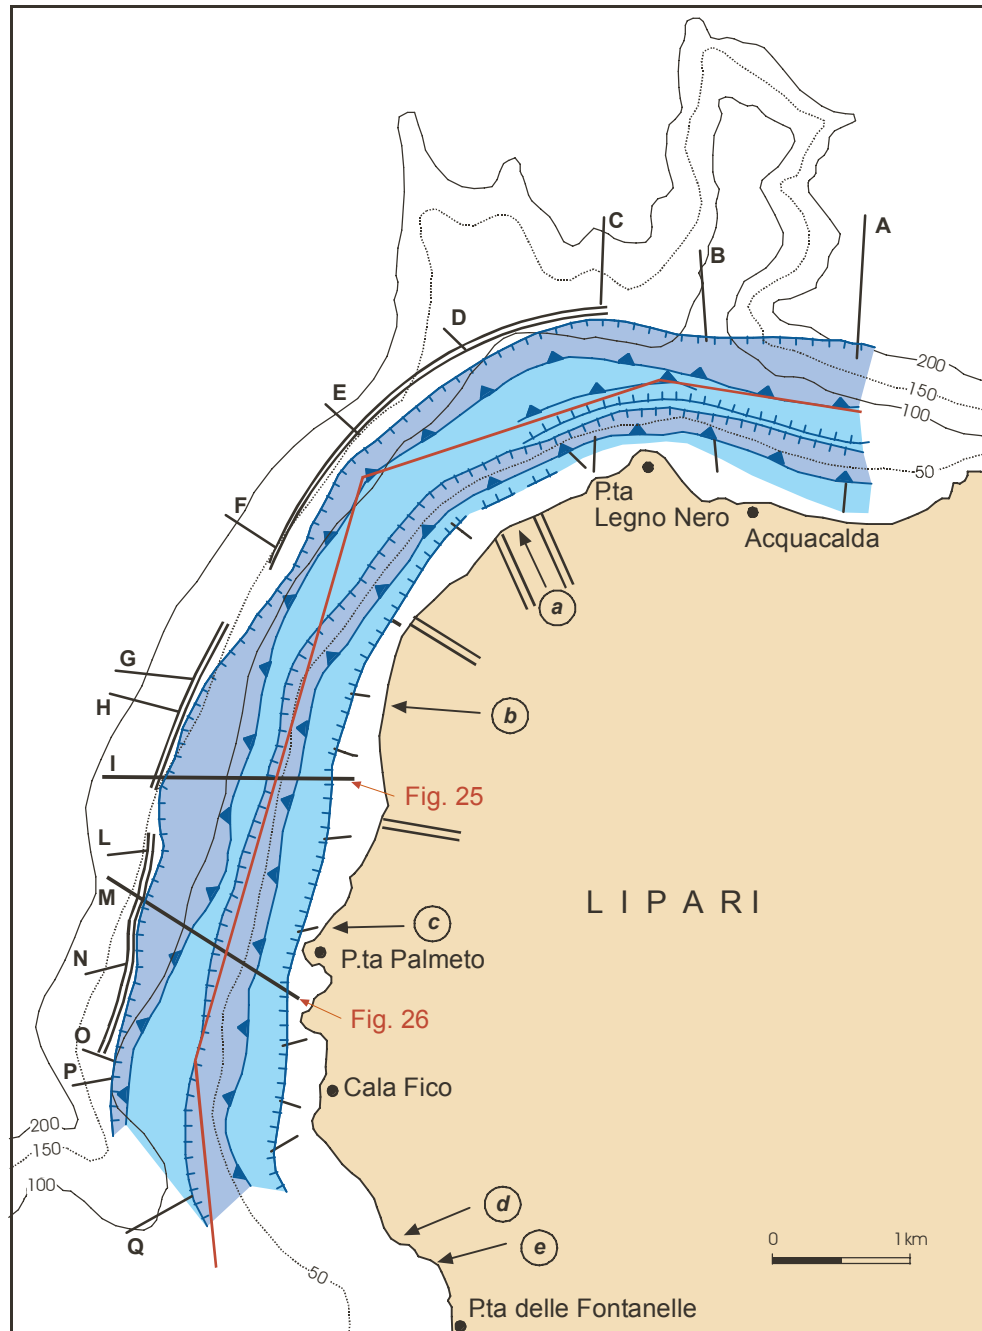 A
C
B
D
200
E
150
100
50
P.ta
Legno Nero
F
Acquacalda
a
G
b
H
I
Fig. 25
L
M
LIPARI
c
N
P.ta Palmeto
Fig. 26
O
P
Cala Fico
200
150
100
d
Q
e
0 1 km
50
P.ta delle Fontanelle